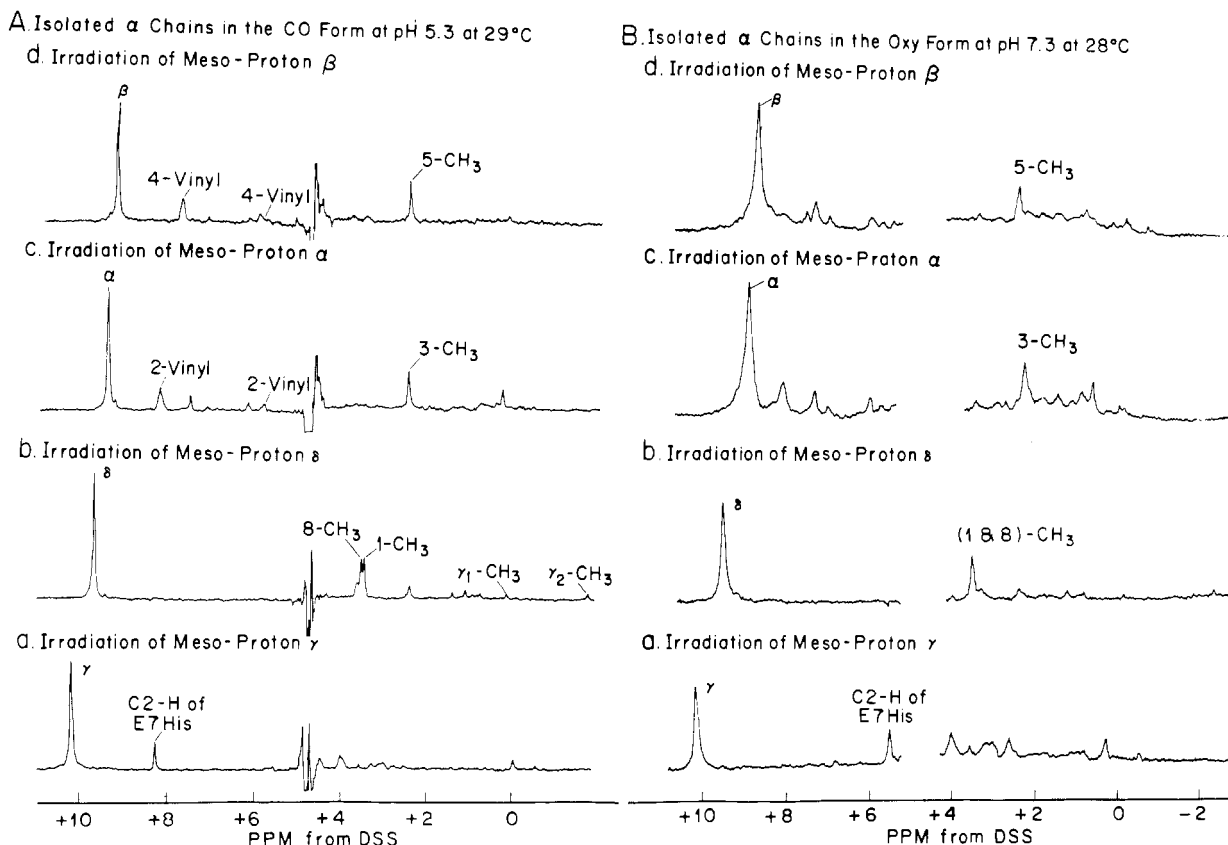 A. Isolated α Chains in the CO Form at pH 5.3 at 29°C
d. Irradiation of Meso-Proton β
β
4-Vinyl
4-Vinyl
5-CH₃
c. Irradiation of Meso-Proton α
α
2-Vinyl
2-Vinyl
3-CH₃
b. Irradiation of Meso-Proton δ
δ
8-CH₃
1-CH₃
γ₁-CH₃
γ₂-CH₃
a. Irradiation of Meso-Proton γ
γ
C2-H of
E7His
+10 +8 +6 +4 +2 0
PPM from DSS
B. Isolated α Chains in the Oxy Form at pH 7.3 at 28°C
d. Irradiation of Meso-Proton β
β
5-CH₃
c. Irradiation of Meso-Proton α
α
3-CH₃
b. Irradiation of Meso-Proton δ
δ
(1 & 8)-CH₃
a. Irradiation of Meso-Proton γ
γ
C2-H of
E7His
+10 +8 +6 +4 +2 0 -2
PPM from DSS